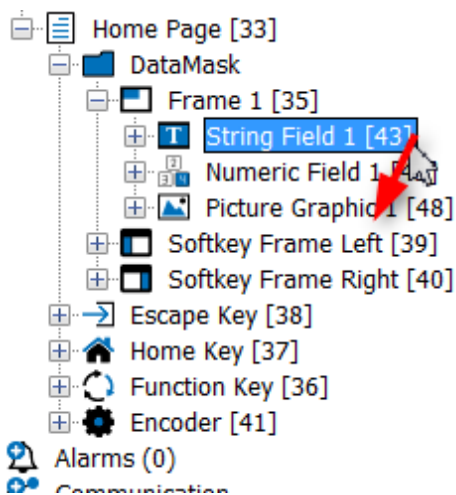 Home Page [33]
DataMask
Frame 1 [35]
T String Field 1 [43]
Numeric Field 1
Picture Graphic 1 [48]
Softkey Frame Left [39]
Softkey Frame Right [40]
Escape Key [38]
Home Key [37]
Function Key [36]
Encoder [41]
Alarms (0)
Communication